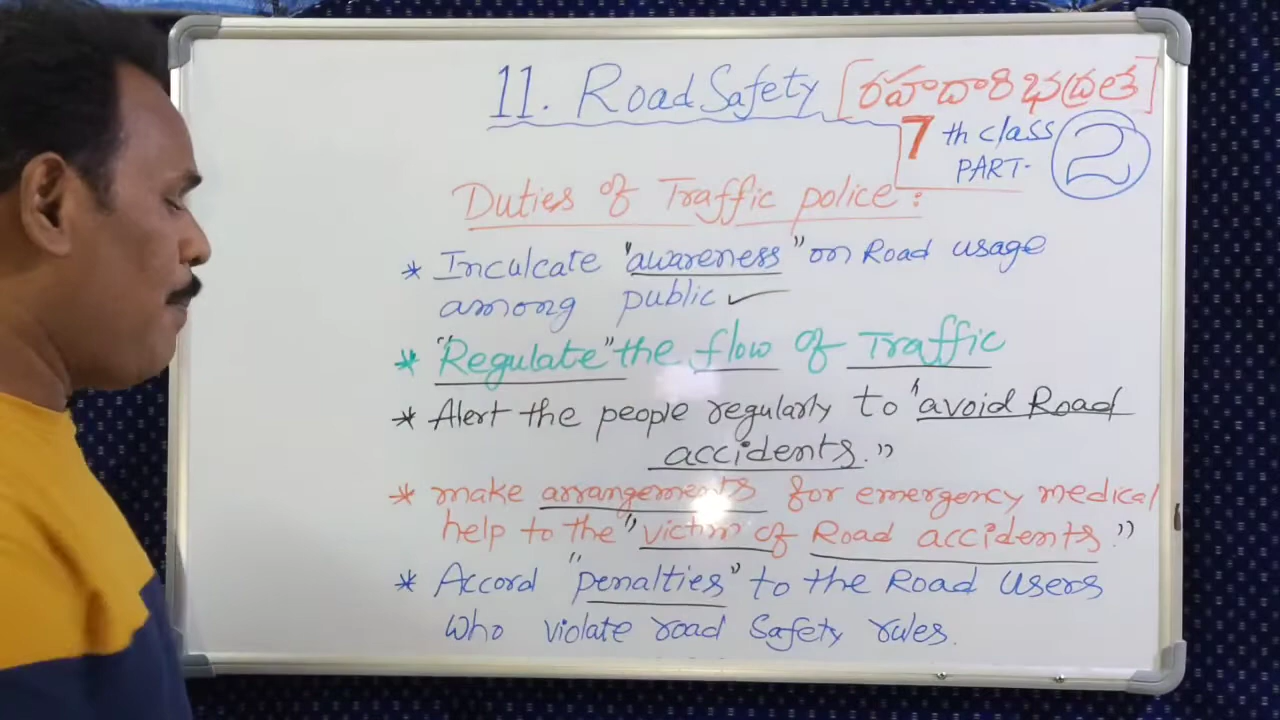 11. Road Safety [రహదారి భద్రత]
7 th class
PART- 2
Duties of Traffic police :
* Inculcate "awareness" on Road usage
among public ✓
* "Regulate" the flow of Traffic
* Alert the people regularly to "avoid Road
accidents."
* make arrangements for emergency medical
help to the "victim of Road accidents."
* Accord "penalties" to the Road users
who violate road safety rules.